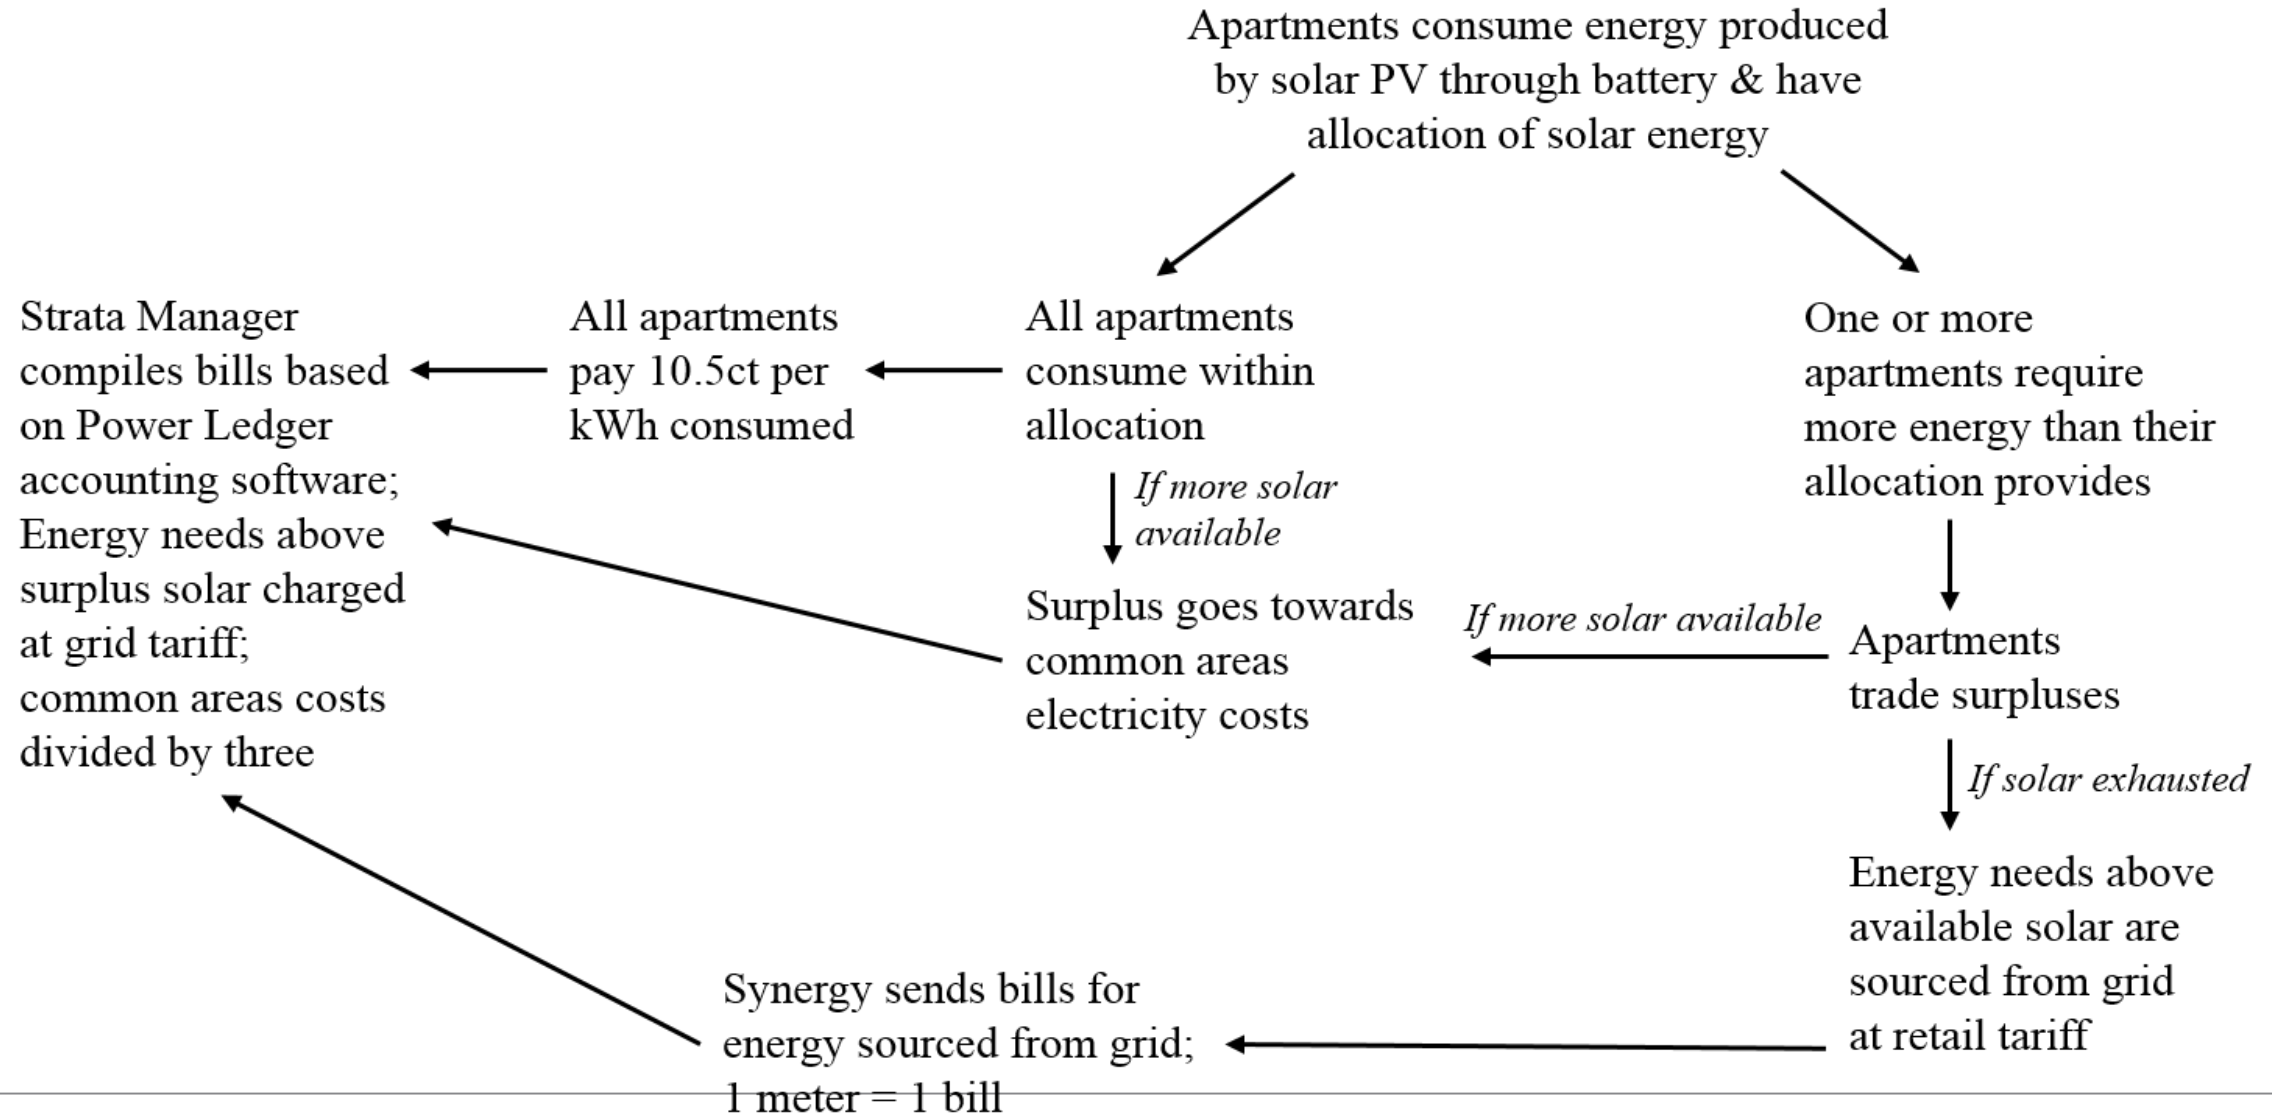 Apartments consume energy produced
by solar PV through battery & have
allocation of solar energy
Strata Manager
compiles bills based
on Power Ledger
accounting software;
Energy needs above
surplus solar charged
at grid tariff;
common areas costs
divided by three
All apartments
pay 10.5ct per
kWh consumed
All apartments
consume within
allocation
One or more
apartments require
more energy than their
allocation provides
If more solar
available
Surplus goes towards
common areas
electricity costs
If more solar available
Apartments
trade surpluses
If solar exhausted
Energy needs above
available solar are
sourced from grid
at retail tariff
Synergy sends bills for
energy sourced from grid;
1 meter = 1 bill